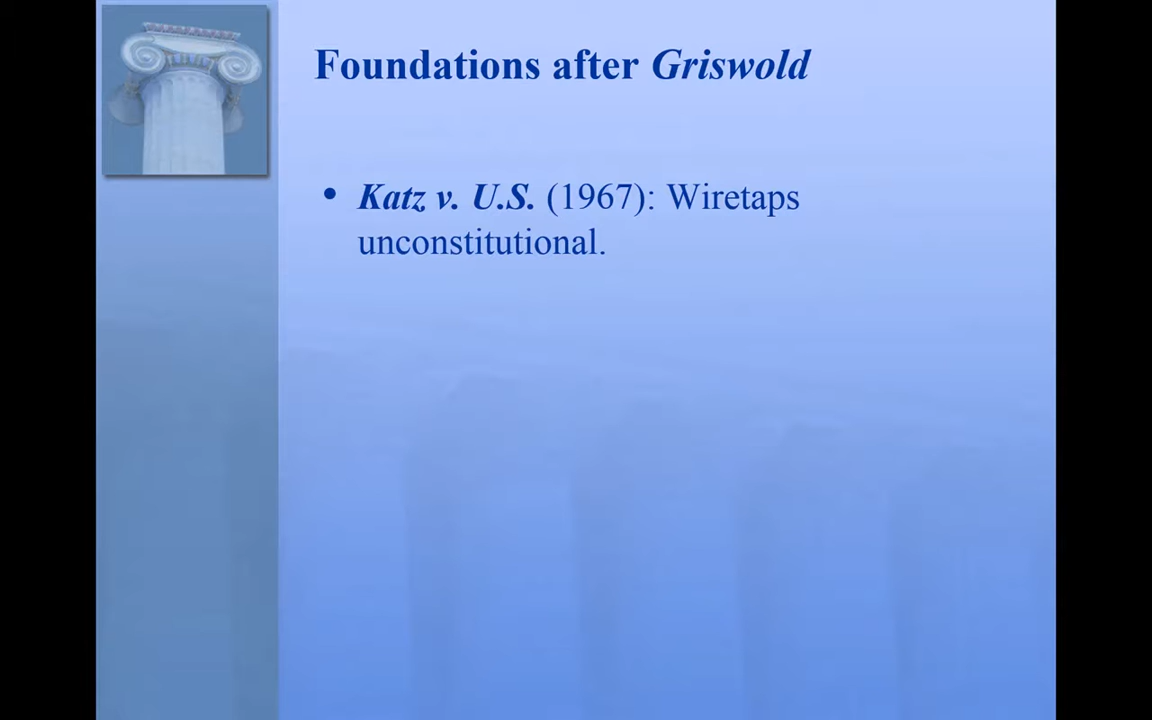 Foundations after Griswold
• Katz v. U.S. (1967): Wiretaps
unconstitutional.